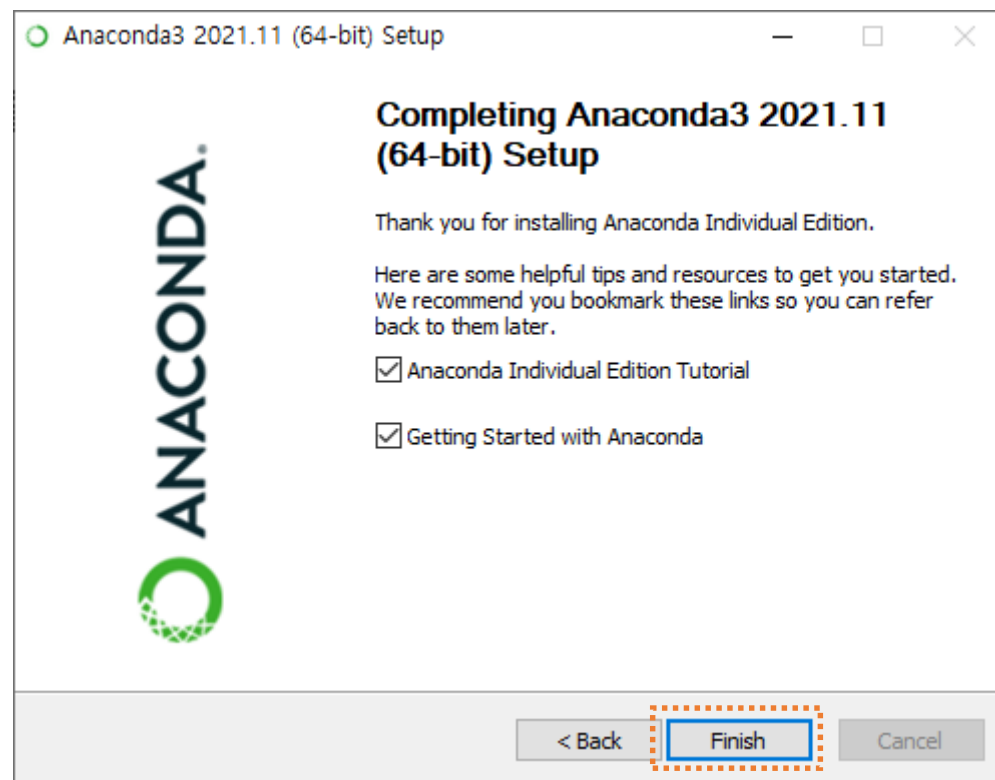 Anaconda3 2021.11 (64-bit) Setup
Completing Anaconda3 2021.11
(64-bit) Setup
Thank you for installing Anaconda Individual Edition.
Here are some helpful tips and resources to get you started.
We recommend you bookmark these links so you can refer
back to them later.
Anaconda Individual Edition Tutorial
Getting Started with Anaconda
ANACONDA.
< Back
Finish
Cancel